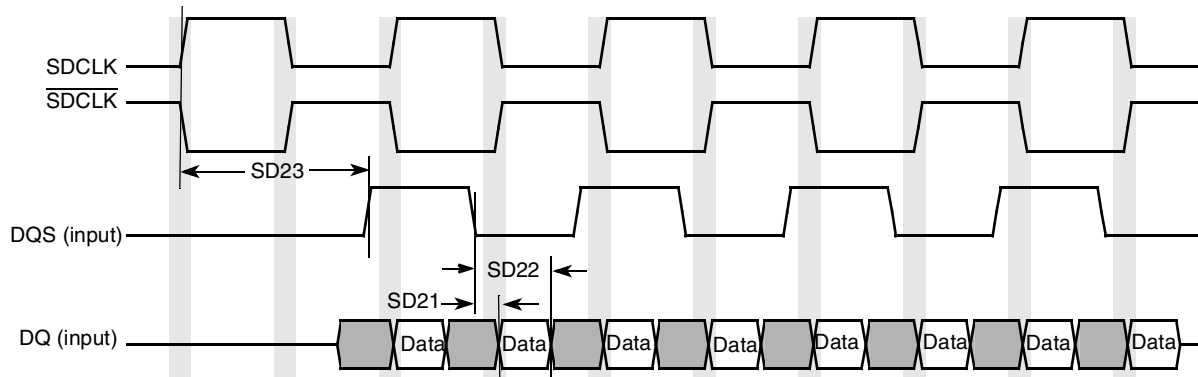 SDCLK
SDCLK
SD23
DQS (input)
SD22
SD21
DQ (input)
Data Data Data Data Data Data Data Data